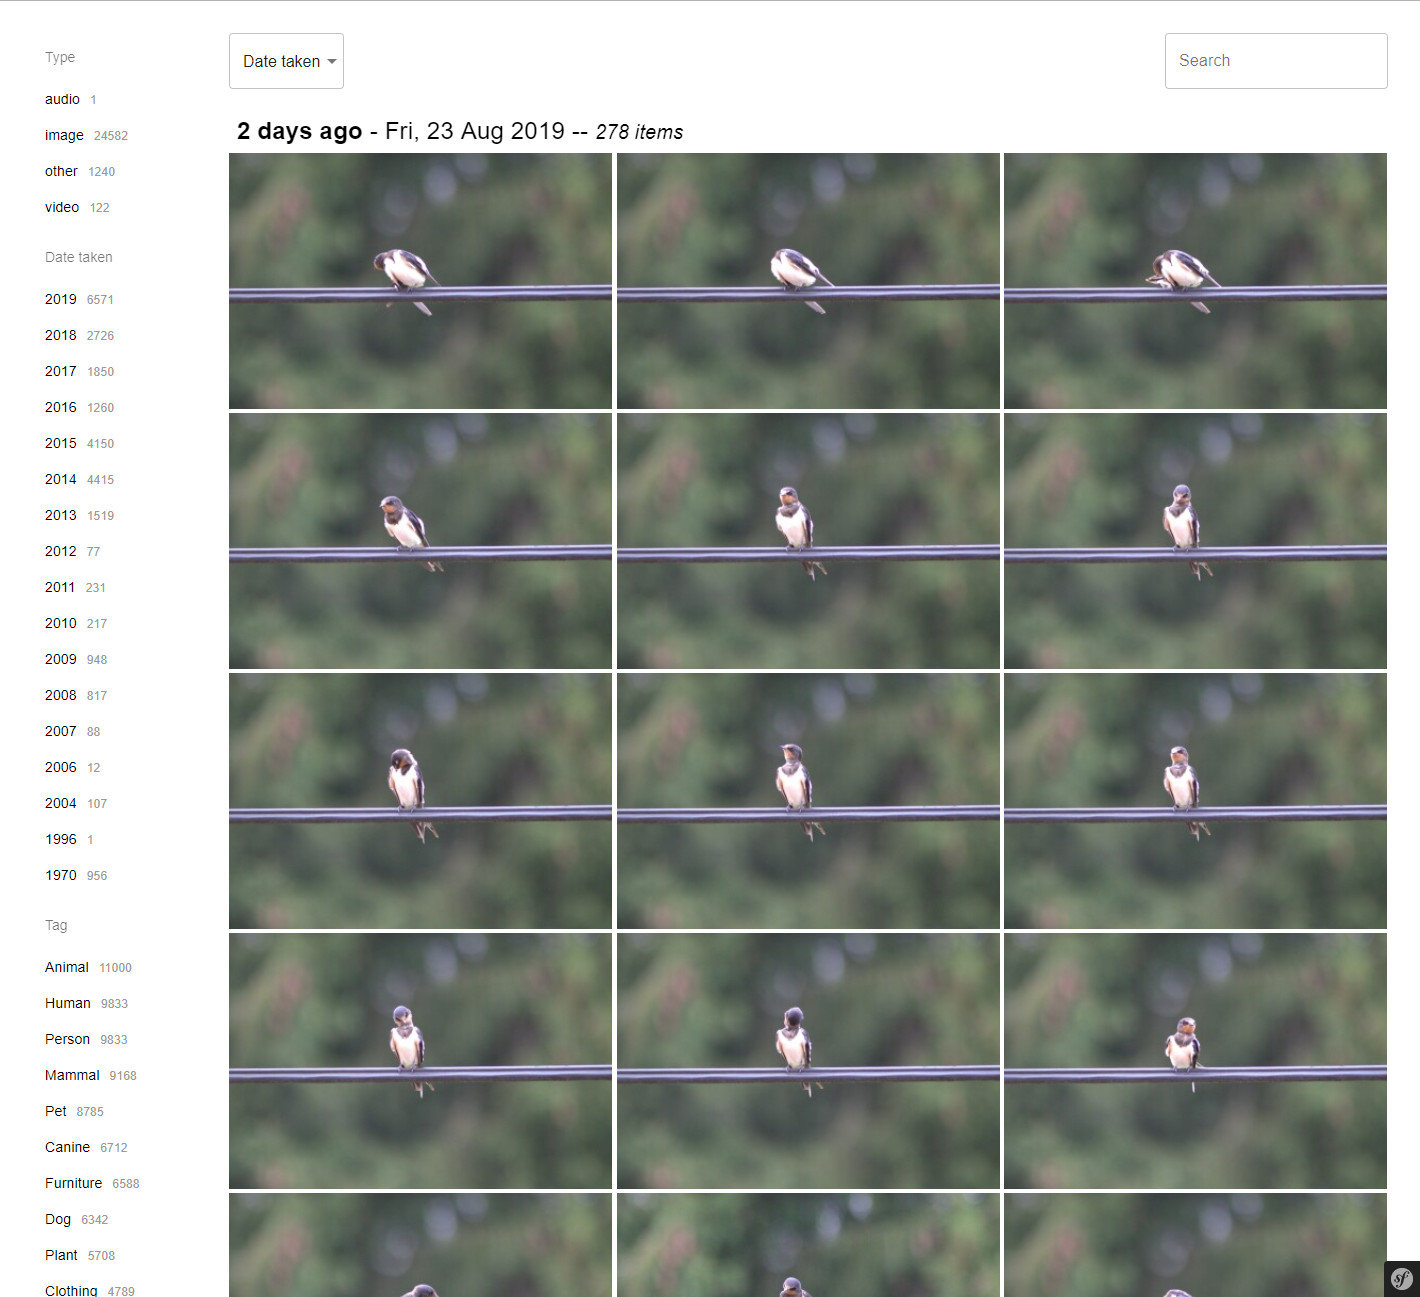 Type
audio 1
image 24582
other 1240
video 122
Date taken
2019 6571
2018 2726
2017 1850
2016 1260
2015 4150
2014 4415
2013 1519
2012 77
2011 231
2010 217
2009 948
2008 817
2007 88
2006 12
2004 107
1996 1
1970 956
Tag
Animal 11000
Human 9833
Person 9833
Mammal 9168
Pet 8785
Canine 6712
Furniture 6588
Dog 6342
Plant 5708
Clothing 4789
Date taken
Search
2 days ago - Fri, 23 Aug 2019 -- 278 items
sf